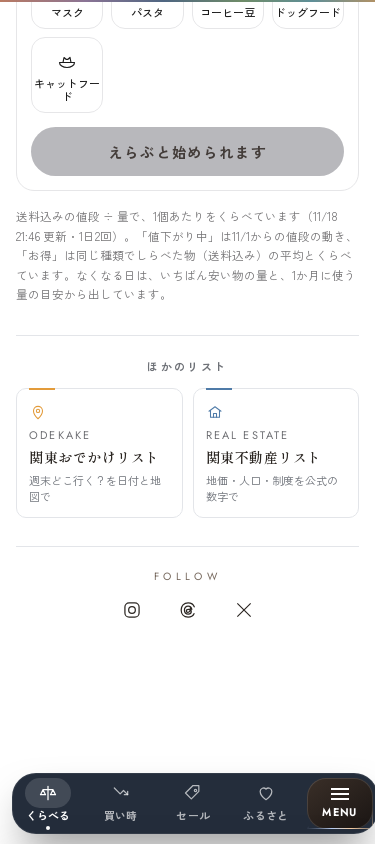 マスク
パスタ
コーヒー豆
ドッグフード
キャットフー
ド
えらぶと始められます
送料込みの値段 ÷ 量で、1個あたりをくらべています（11/18
21:46 更新・1日2回）。「値下がり中」は11/1からの値段の動き、
「お得」は同じ種類でしらべた物（送料込み）の平均とくらべ
ています。なくなる日は、いちばん安い物の量と、1か月に使う
量の目安から出しています。
ほかのリスト
ODEKAKE
関東おでかけリスト
週末どこ行く？を日付と地
図で
REAL ESTATE
関東不動産リスト
地価・人口・制度を公式の
数字で
FOLLOW
くらべる
買い時
セール
ふるさと
MENU